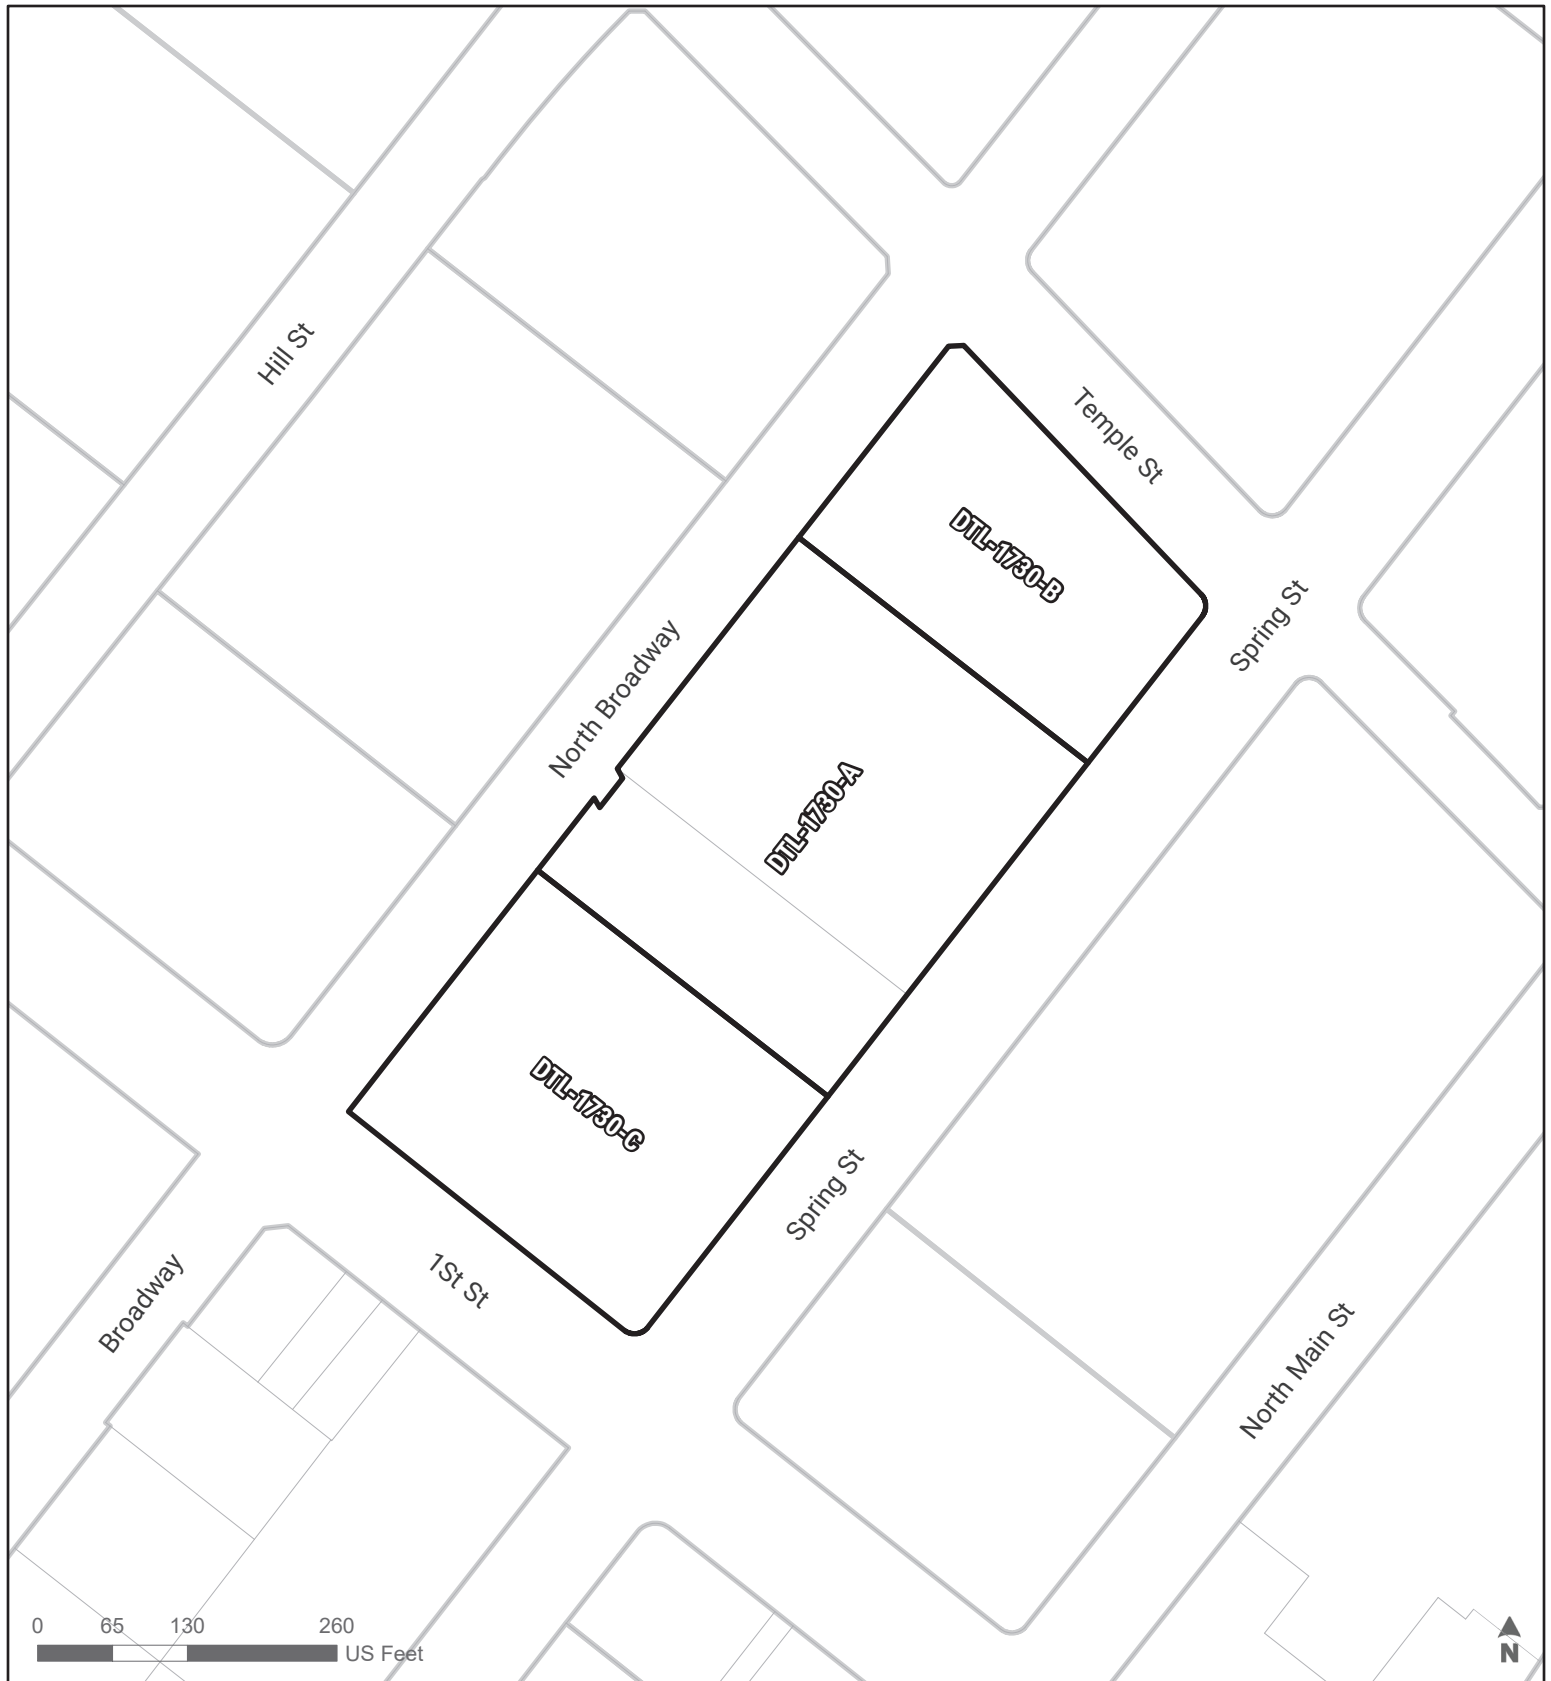 Hill St
Temple St
DTL-1730-B
Spring St
North Broadway
DTL-1730-A
DTL-1730-C
Spring St
1St St
Broadway
North Main St
0 65 130 260
US Feet
N